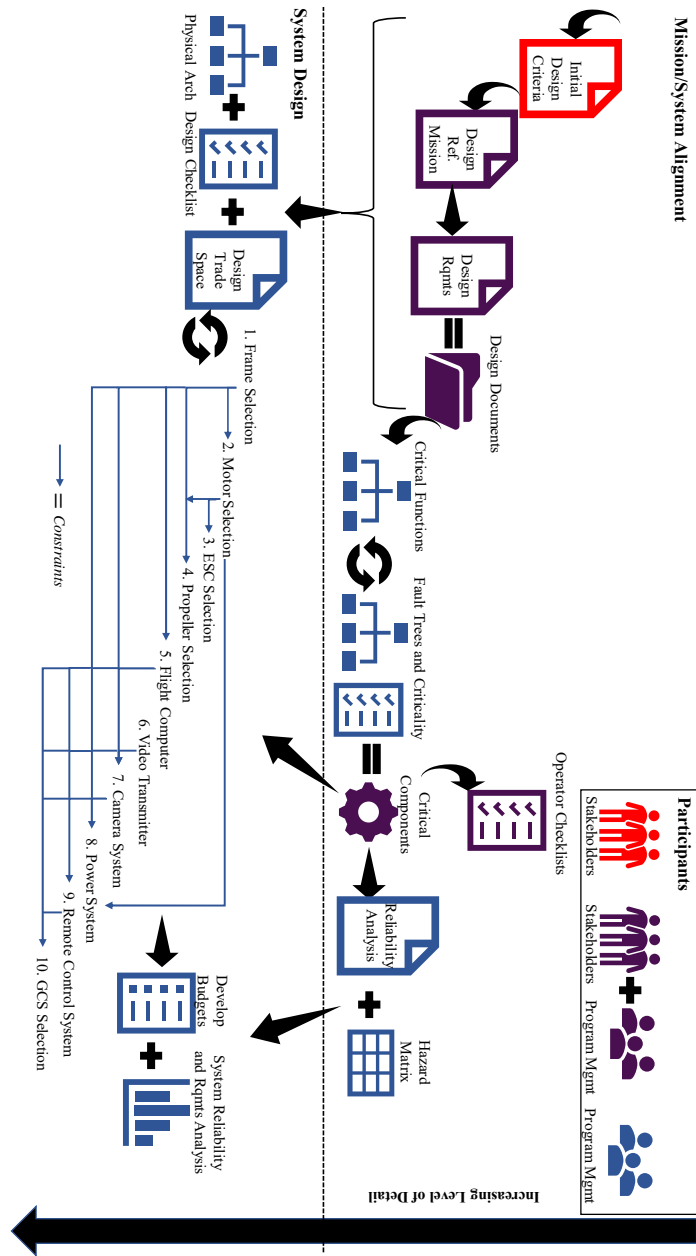 Mission/System Alignment
Participants
Stakeholders
Stakeholders
Program Mgmt
Program Mgmt
Initial
Design
Criteria
Design
Ref.
Mission
Design
Rqmts
Design Documents
Critical Functions
Fault Trees and Criticality
Critical
Components
Operator Checklists
Reliability
Analysis
Hazard
Matrix
Increasing Level of Detail
System Design
Physical Arch
Design Checklist
Design
Trade
Space
1. Frame Selection
2. Motor Selection
3. ESC Selection
4. Propeller Selection
5. Flight Computer
6. Video Transmitter
7. Camera System
8. Power System
9. Remote Control System
10. GCS Selection
= Constraints
Develop
Budgets
System Reliability
and Rqmts Analysis